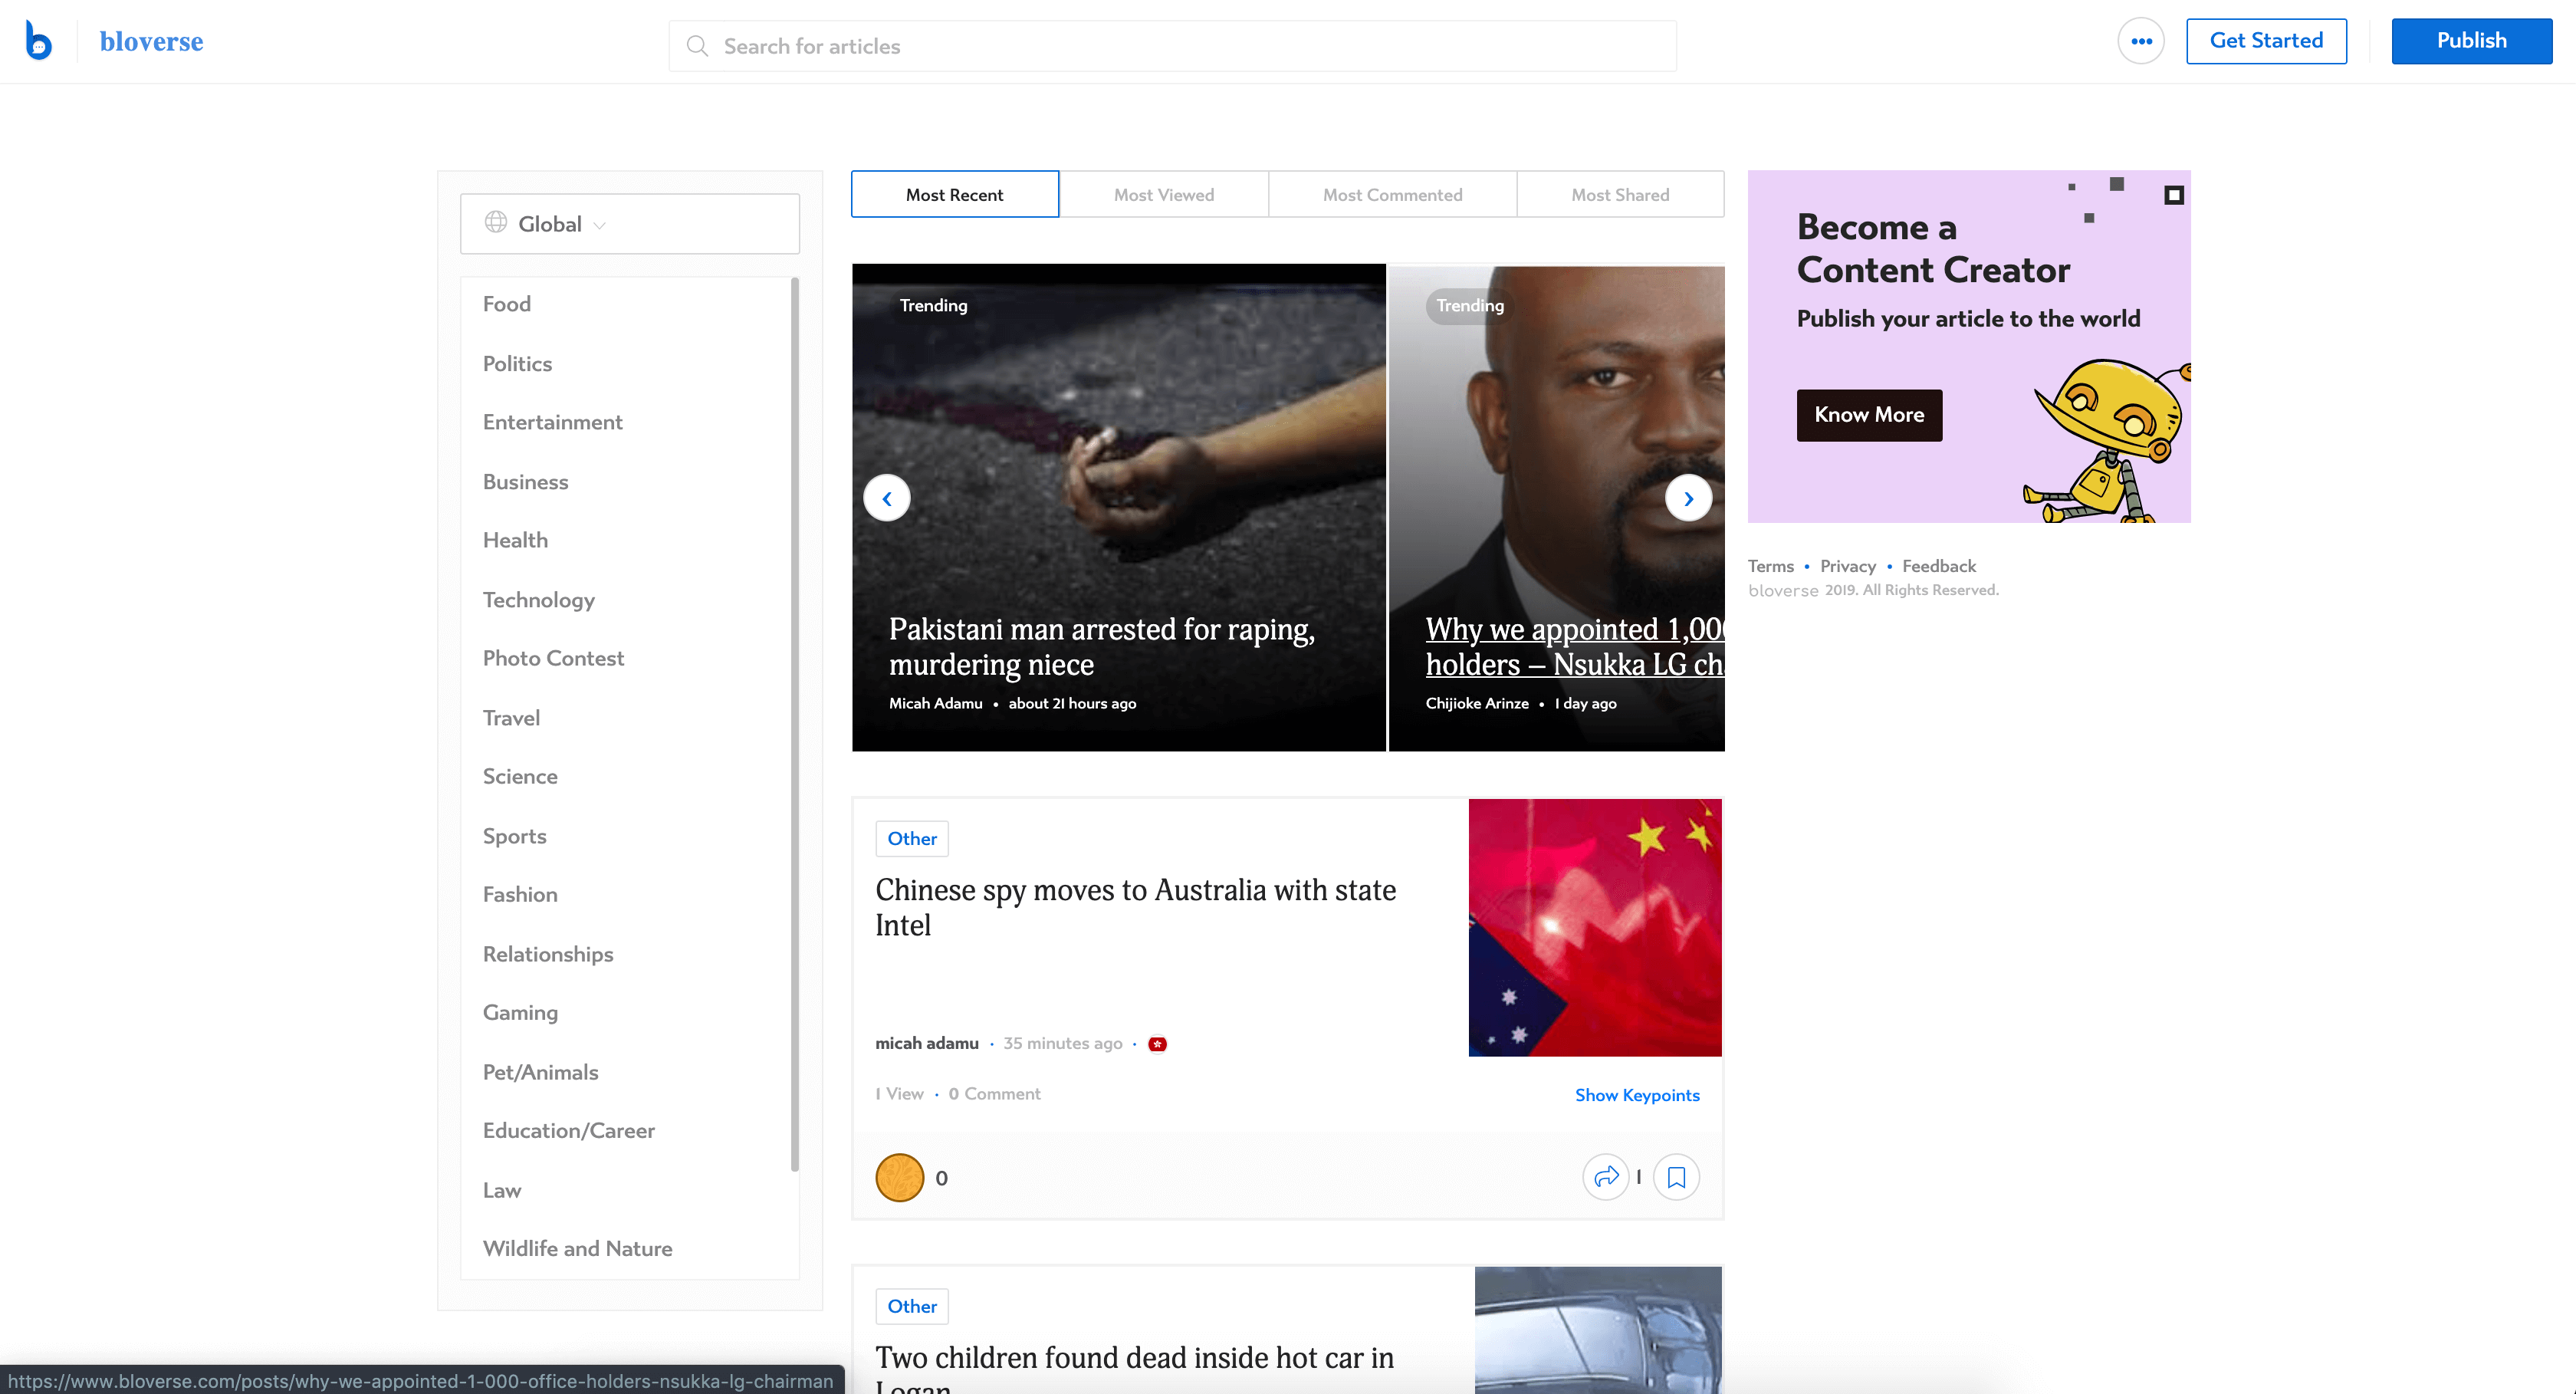 bloverse
Search for articles
Get Started
Publish
Global
Food
Politics
Entertainment
Business
Health
Technology
Photo Contest
Travel
Science
Sports
Fashion
Relationships
Gaming
Pet/Animals
Education/Career
Law
Wildlife and Nature
Most Recent
Most Viewed
Most Commented
Most Shared
Trending
Pakistani man arrested for raping,
murdering niece
Micah Adamu • about 21 hours ago
Trending
Why we appointed 1,000
holders – Nsukka LG cha
Chijioke Arinze • 1 day ago
Other
Chinese spy moves to Australia with state
Intel
micah adamu · 35 minutes ago ·
1 View · 0 Comment
Show Keypoints
0
1
Other
Two children found dead inside hot car in
Logan
Become a
Content Creator
Publish your article to the world
Know More
Terms • Privacy • Feedback
bloverse 2019. All Rights Reserved.
https://www.bloverse.com/posts/why-we-appointed-1-000-office-holders-nsukka-lg-chairman